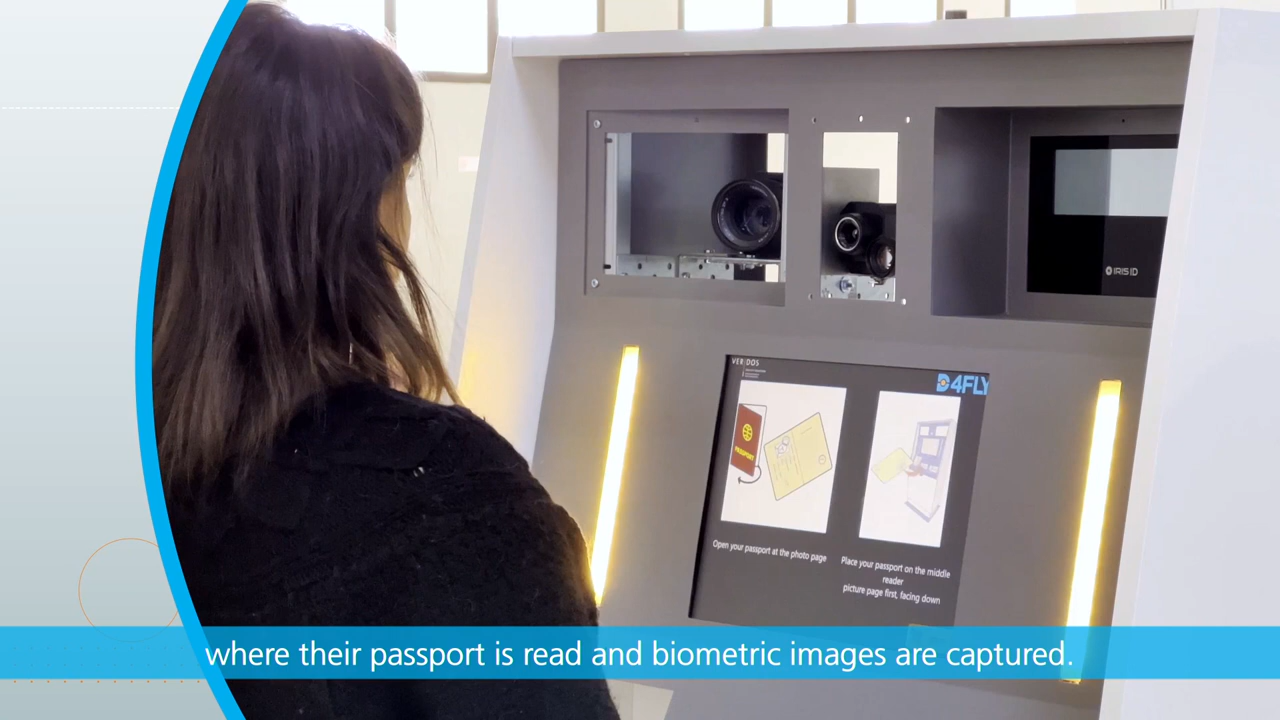 IRIS ID
VERIDOS
D4FLY
PASSPORT
Open your passport at the photo page
Place your passport on the middle
reader
picture page first, facing down
where their passport is read and biometric images are captured.